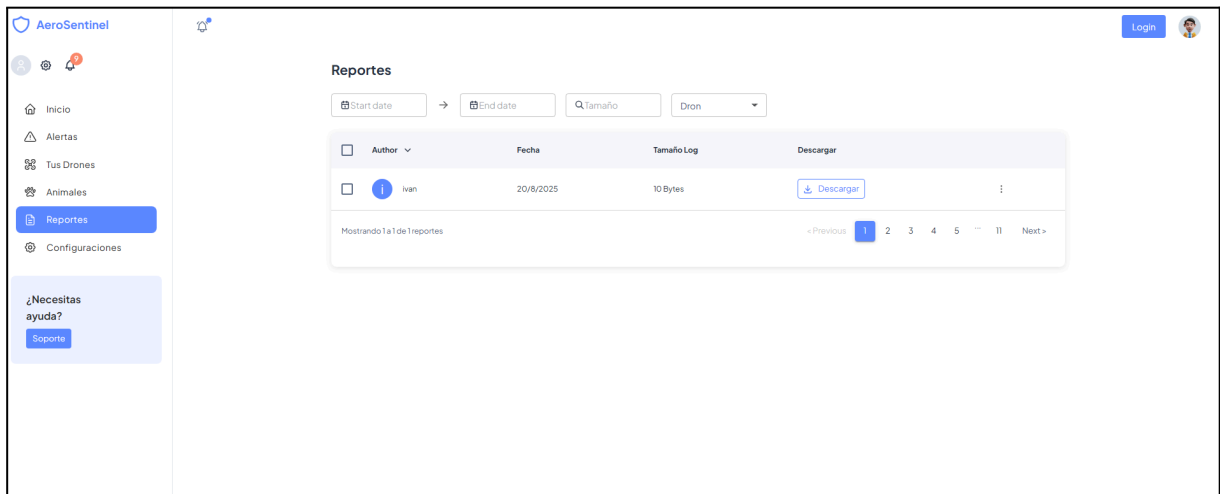 AeroSentinel
Login
9
Inicio
Alertas
Tus Drones
Animales
Reportes
Configuraciones
¿Necesitas
ayuda?
Soporte
Reportes
Start date → End date Tamaño Dron
Author Fecha Tamaño Log Descargar
i ivan 20/8/2025 10 Bytes Descargar
Mostrando 1 a 1 de 1 reportes « Previous 1 2 3 4 5 ... 11 Next »